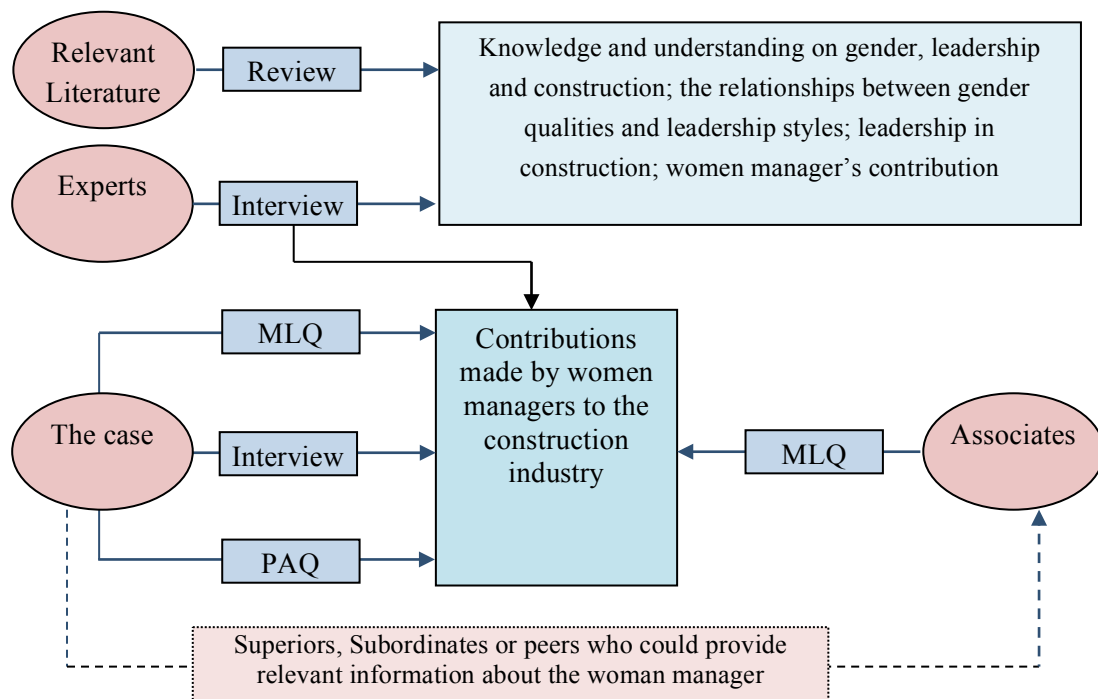 Relevant
Literature
Review
Knowledge and understanding on gender, leadership
and construction; the relationships between gender
qualities and leadership styles; leadership in
construction; women manager's contribution
Experts
Interview
MLQ
Contributions
made by women
managers to the
construction
industry
The case
Interview
MLQ
Associates
PAQ
Superiors, Subordinates or peers who could provide
relevant information about the woman manager